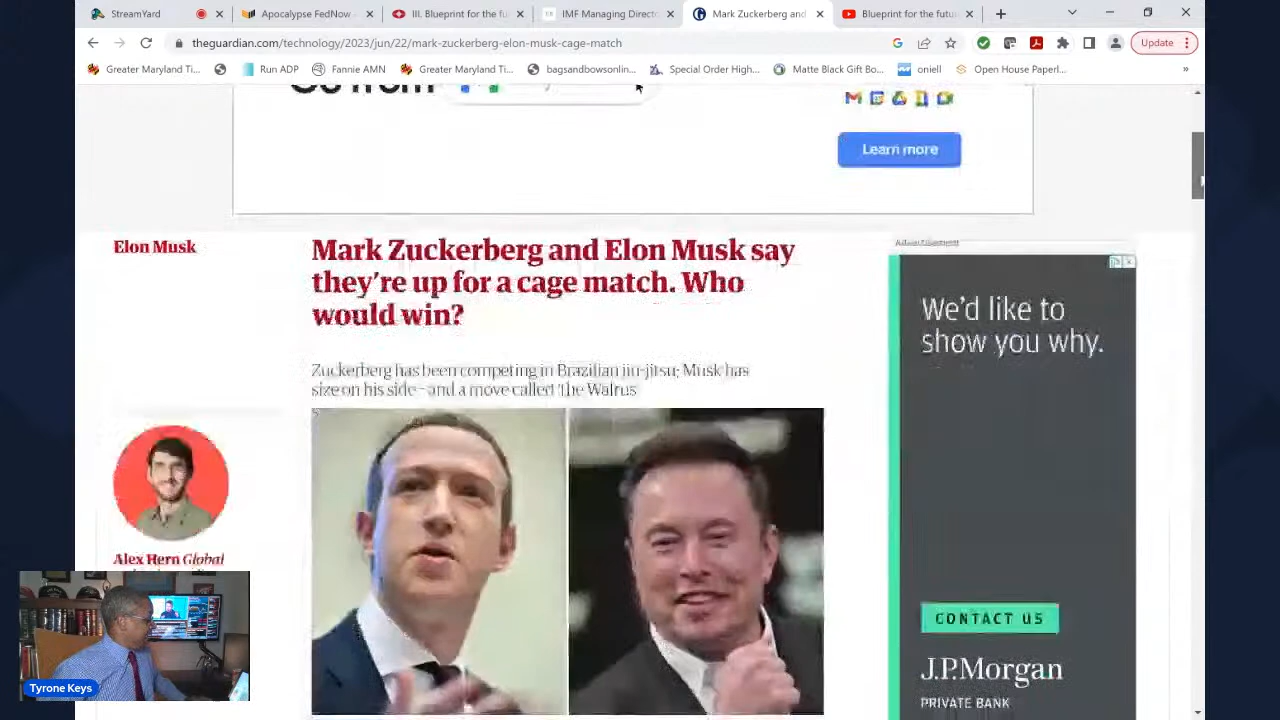 StreamYard
Apocalypse FedNow
III. Blueprint for the fu
IMF Managing Direct
Mark Zuckerberg and
Blueprint for the futu
theguardian.com/technology/2023/jun/22/mark-zuckerberg-elon-musk-cage-match
Update
Greater Maryland Ti...
Run ADP
Fannie AMN
Greater Maryland Ti...
bagsandbowsonlin...
Special Order High...
Matte Black Gift Bo...
oniell
Open House Paperl...
»
Learn more
Elon Musk
Mark Zuckerberg and Elon Musk say
they're up for a cage match. Who
would win?
Zuckerberg has been competing in Brazilian jiu-jitsu; Musk has
size on his side – and a move called 'the Walrus'
Advertisement
We'd like to
show you why.
Alex Hern Global
CONTACT US
J.P.Morgan
PRIVATE BANK
Tyrone Keys